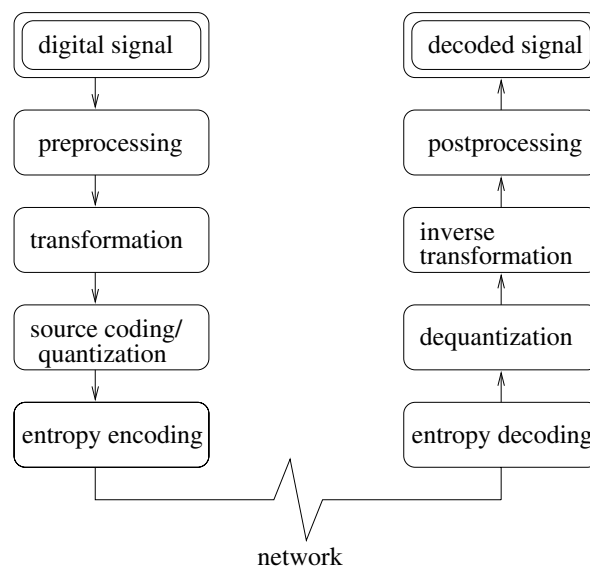 digital signal
preprocessing
transformation
source coding/
quantization
entropy encoding
network
decoded signal
postprocessing
inverse
transformation
dequantization
entropy decoding